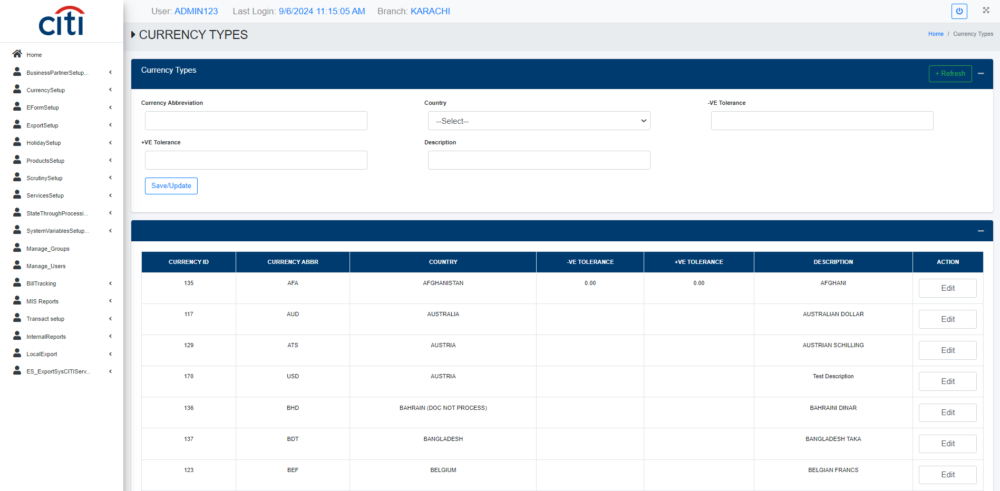 citi
User: ADMIN123 Last Login: 9/6/2024 11:15:05 AM Branch: KARACHI
CURRENCY TYPES
Home / Currency Types
Home
BusinessPartnerSetup...
CurrencySetup
EFormSetup
ExportSetup
HolidaySetup
ProductsSetup
ScrutinySetup
ServicesSetup
StateThroughProcessi...
SystemVariablesSetup...
Manage_Groups
Manage_Users
BillTracking
MIS Reports
Transact setup
InternalReports
LocalExport
ES_ExportSysCITIServ...
Currency Types
+ Refresh
Currency Abbreviation Country -VE Tolerance
--Select--
+VE Tolerance Description
Save/Update
CURRENCY ID CURRENCY ABBR COUNTRY -VE TOLERANCE +VE TOLERANCE DESCRIPTION ACTION
135 AFA AFGHANISTAN 0.00 0.00 AFGHANI Edit
117 AUD AUSTRALIA AUSTRALIAN DOLLAR Edit
129 ATS AUSTRIA AUSTRIAN SCHILLING Edit
170 USD AUSTRIA Test Description Edit
136 BHD BAHRAIN (DOC NOT PROCESS) BAHRAINI DINAR Edit
137 BDT BANGLADESH BANGLADESH TAKA Edit
123 BEF BELGIUM BELGIAN FRANCS Edit